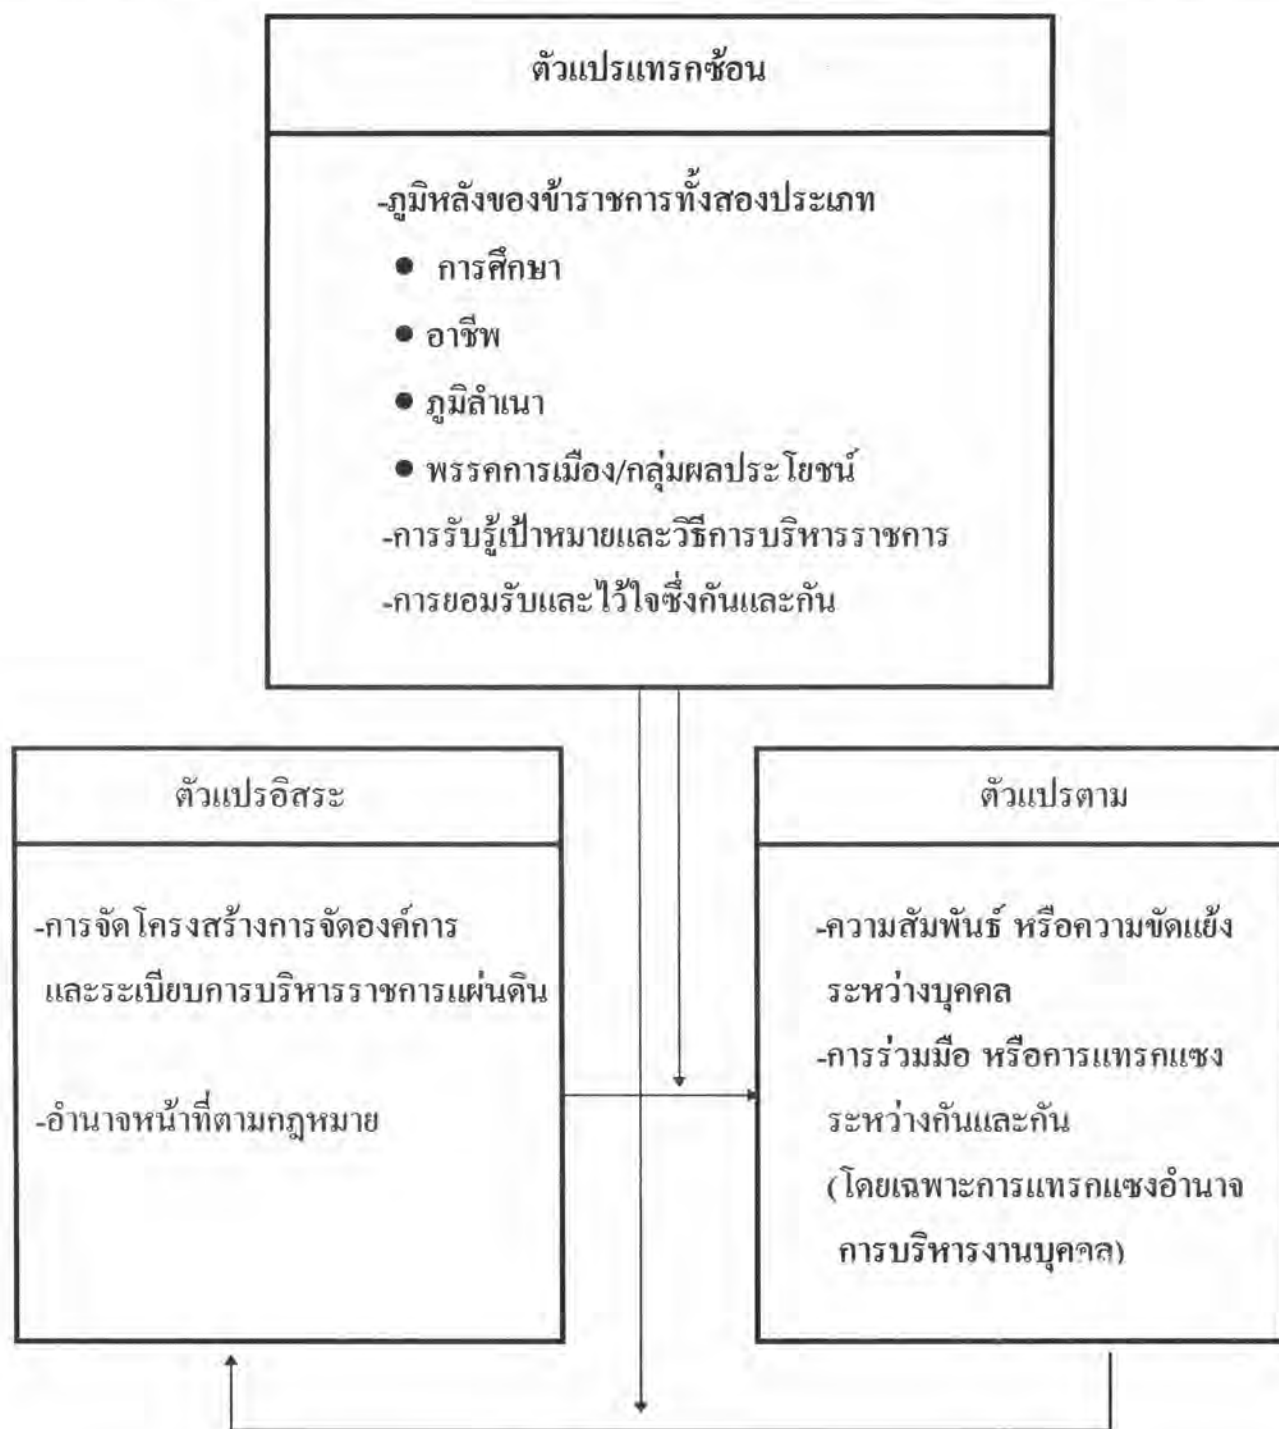 ตัวแปรแทรกซ้อน
-ภูมิหลังของข้าราชการทั้งสองประเภท
● การศึกษา
● อาชีพ
● ภูมิลำเนา
● พรรคการเมือง/กลุ่มผลประโยชน์
-การรับรู้เป้าหมายและวิธีการบริหารราชการ
-การยอมรับและไว้ใจซึ่งกันและกัน
ตัวแปรอิสระ
-การจัดโครงสร้างการจัดองค์การ
และระเบียบการบริหารราชการแผ่นดิน
-อำนาจหน้าที่ตามกฎหมาย
ตัวแปรตาม
-ความสัมพันธ์ หรือความขัดแย้ง
ระหว่างบุคคล
-การร่วมมือ หรือการแทรกแซง
ระหว่างกันและกัน
(โดยเฉพาะการแทรกแซงอำนาจ
การบริหารงานบุคคล)